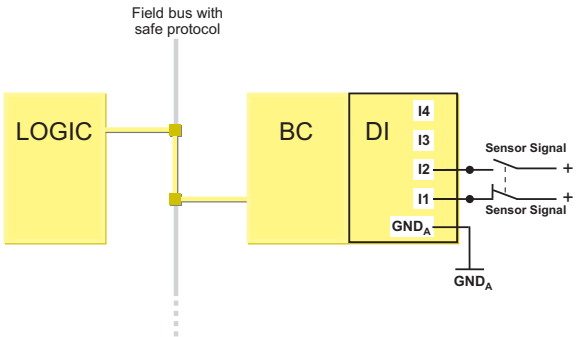 Field bus with
safe protocol
LOGIC
BC
DI
I4
I3
I2
I1
GNDA
Sensor Signal
+
+
Sensor Signal
GNDA